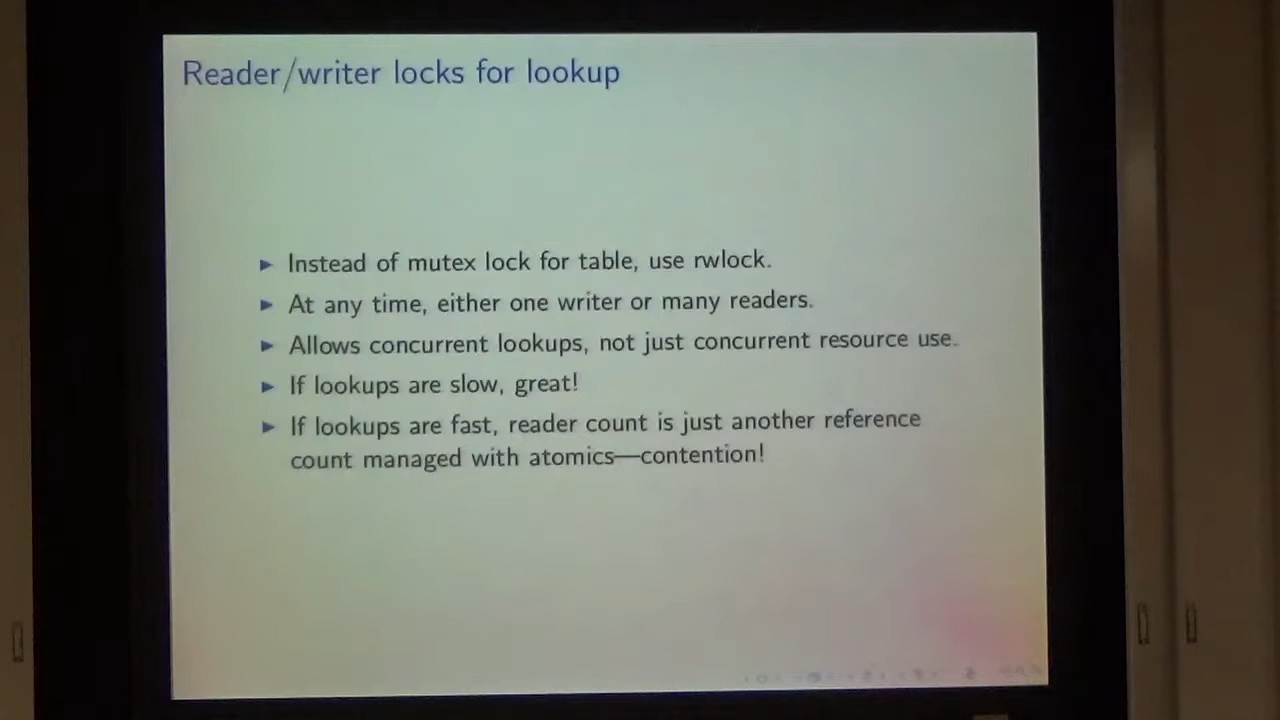 Reader/writer locks for lookup
▶ Instead of mutex lock for table, use rwlock.
▶ At any time, either one writer or many readers.
▶ Allows concurrent lookups, not just concurrent resource use.
▶ If lookups are slow, great!
▶ If lookups are fast, reader count is just another reference
count managed with atomics—contention!